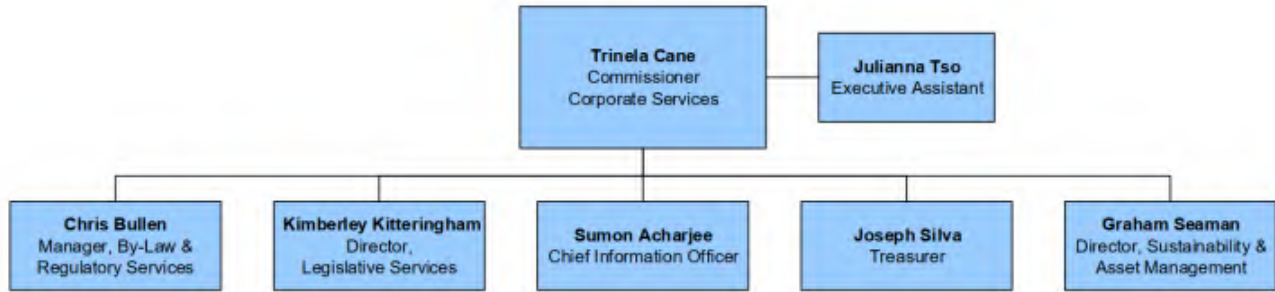 Trinela Cane
Commissioner
Corporate Services
Julianna Tso
Executive Assistant
Chris Bullen
Manager, By-Law &
Regulatory Services
Kimberley Kitteringham
Director,
Legislative Services
Sumon Acharjee
Chief Information Officer
Joseph Silva
Treasurer
Graham Seaman
Director, Sustainability &
Asset Management